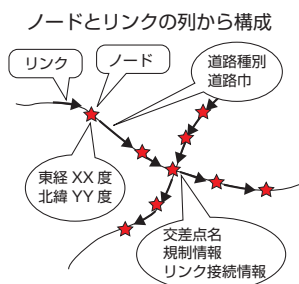 ノードとリンクの列から構成
リンク
ノード
道路種別
道路巾
東経 XX 度
北緯 YY 度
交差点名
規制情報
リンク接続情報